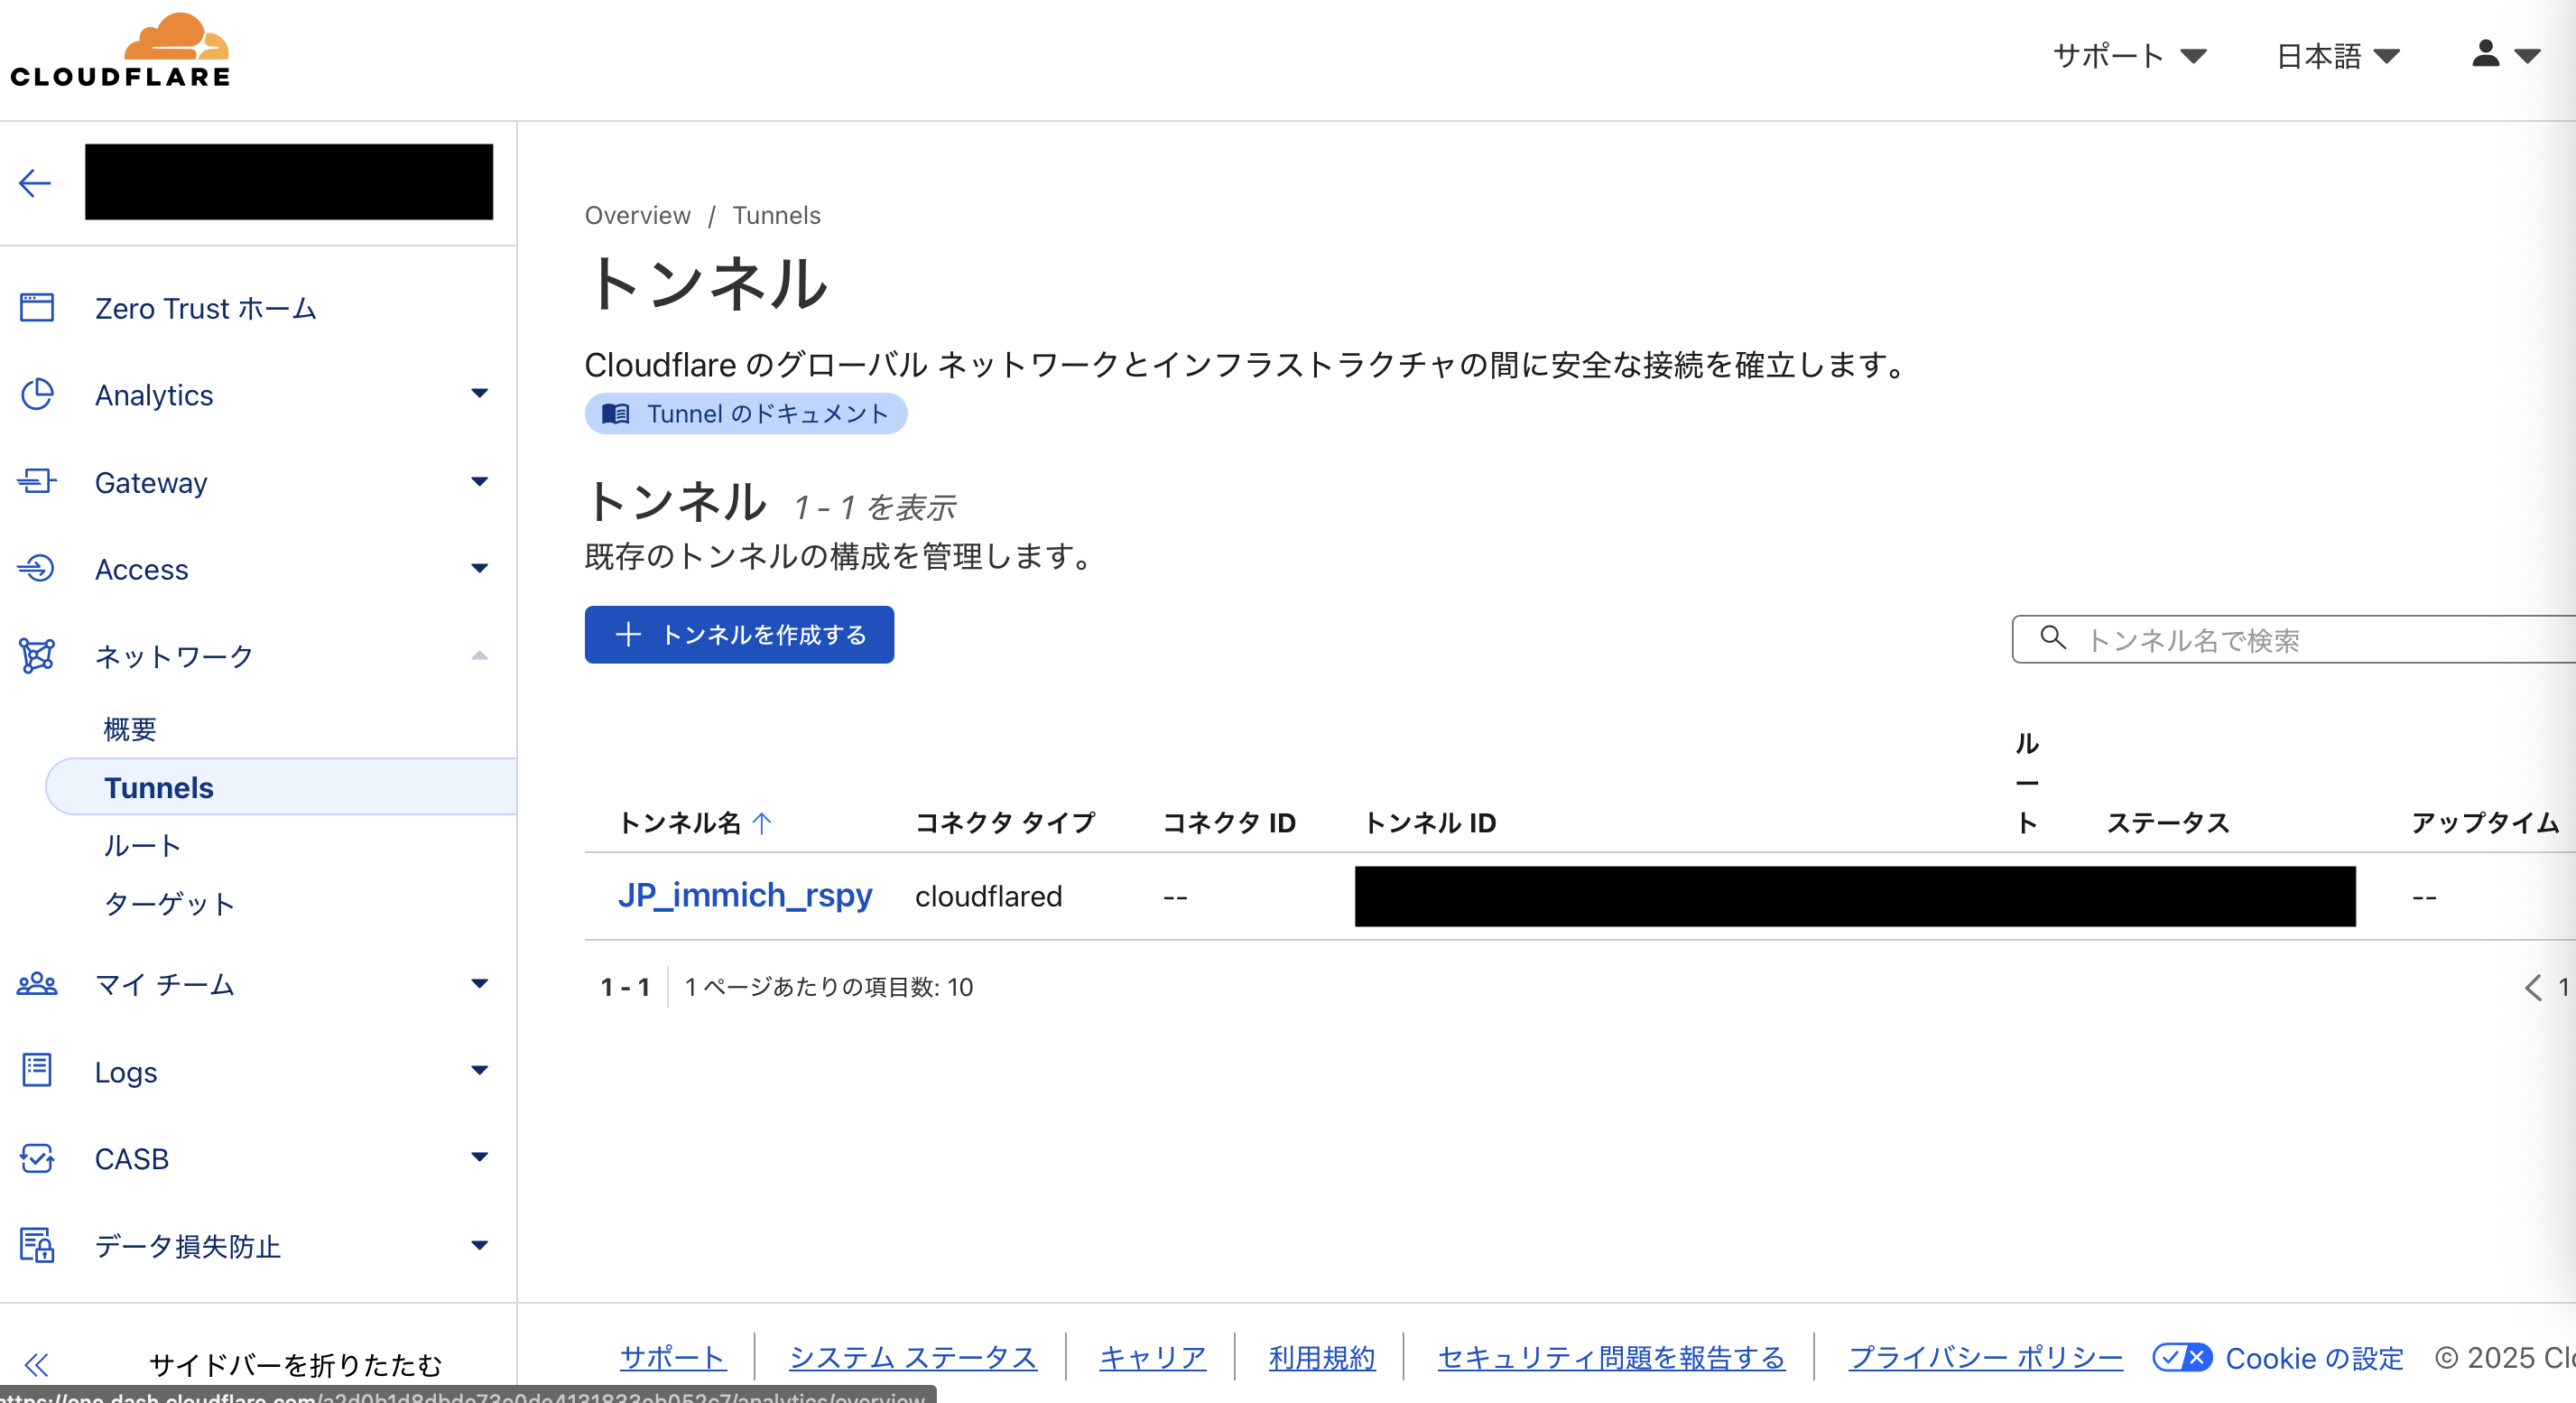 CLOUDFLARE
サポート
日本語
Zero Trust ホーム
Analytics
Gateway
Access
ネットワーク
概要
Tunnels
ルート
ターゲット
マイ チーム
Logs
CASB
データ損失防止
サイドバーを折りたたむ
Overview / Tunnels
トンネル
Cloudflare のグローバル ネットワークとインフラストラクチャの間に安全な接続を確立します。
Tunnel のドキュメント
トンネル 1 - 1 を表示
既存のトンネルの構成を管理します。
トンネルを作成する
トンネル名で検索
トンネル名 コネクタ タイプ コネクタ ID トンネル ID ルート ステータス アップタイム
JP_immich_rspy cloudflared -- --
1 - 1 1 ページあたりの項目数: 10
1
サポート システム ステータス キャリア 利用規約 セキュリティ問題を報告する プライバシー ポリシー Cookie の設定 © 2025